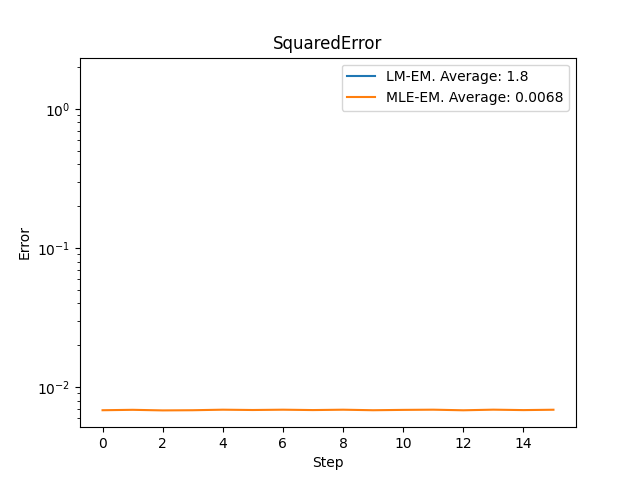 SquaredError
LM-EM. Average: 1.8
MLE-EM. Average: 0.0068
10⁰
10⁻¹
10⁻²
Error
0 2 4 6 8 10 12 14
Step